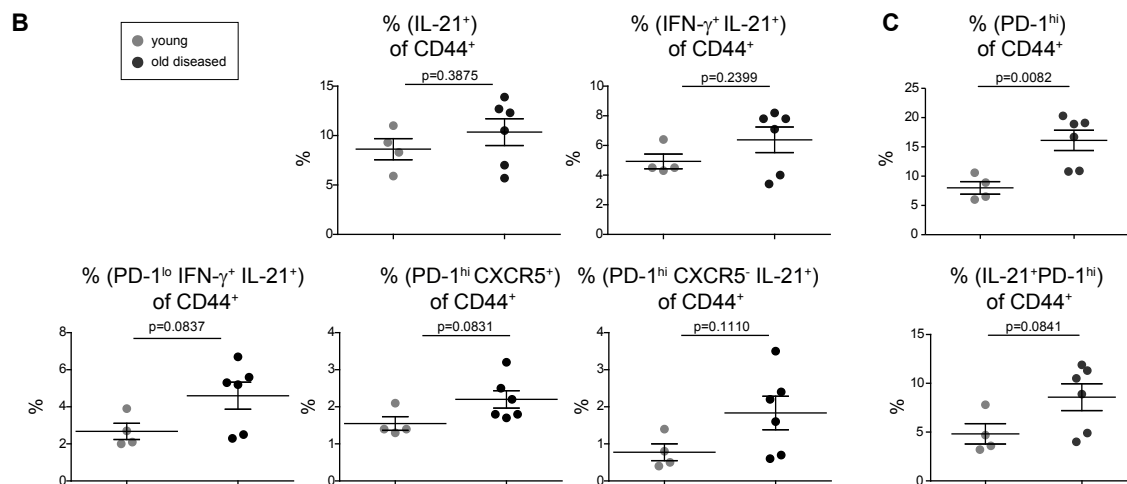 B
young
old diseased
% (IL-21⁺)
of CD44⁺
p=0.3875
%
15
10
5
0
% (IFN-γ⁺ IL-21⁺)
of CD44⁺
p=0.2399
%
10
8
6
4
2
0
C
% (PD-1ʰⁱ)
of CD44⁺
p=0.0082
%
25
20
15
10
5
0
% (PD-1ˡᵒ IFN-γ⁺ IL-21⁺)
of CD44⁺
p=0.0837
%
8
6
4
2
0
% (PD-1ʰⁱ CXCR5⁺)
of CD44⁺
p=0.0831
%
4
3
2
1
0
% (PD-1ʰⁱ CXCR5⁻ IL-21⁺)
of CD44⁺
p=0.1110
%
4
3
2
1
0
% (IL-21⁺PD-1ʰⁱ)
of CD44⁺
p=0.0841
%
15
10
5
0